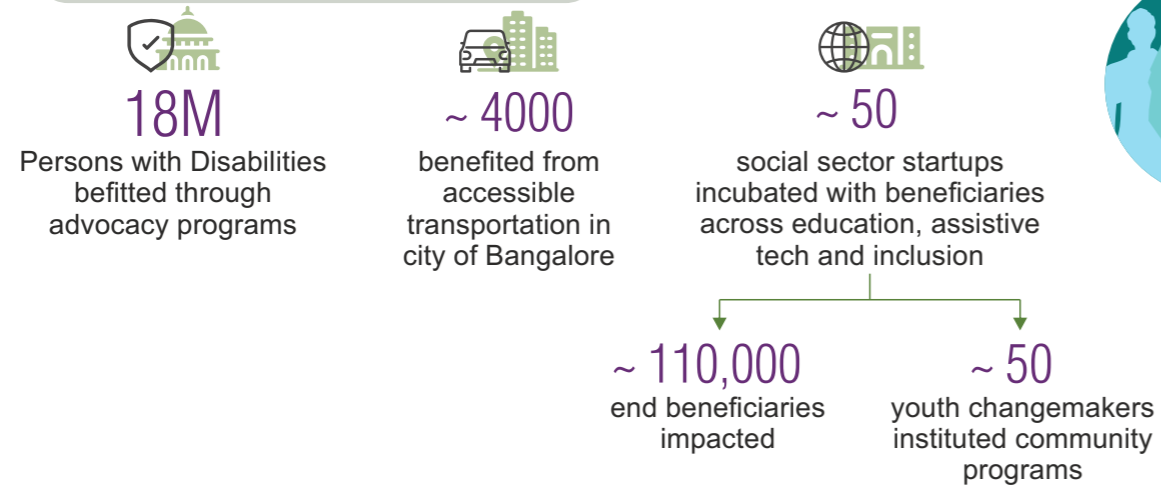 18M
Persons with Disabilities
befitted through
advocacy programs
~ 4000
benefited from
accessible
transportation in
city of Bangalore
~ 50
social sector startups
incubated with beneficiaries
across education, assistive
tech and inclusion
~ 110,000
end beneficiaries
impacted
~ 50
youth changemakers
instituted community
programs